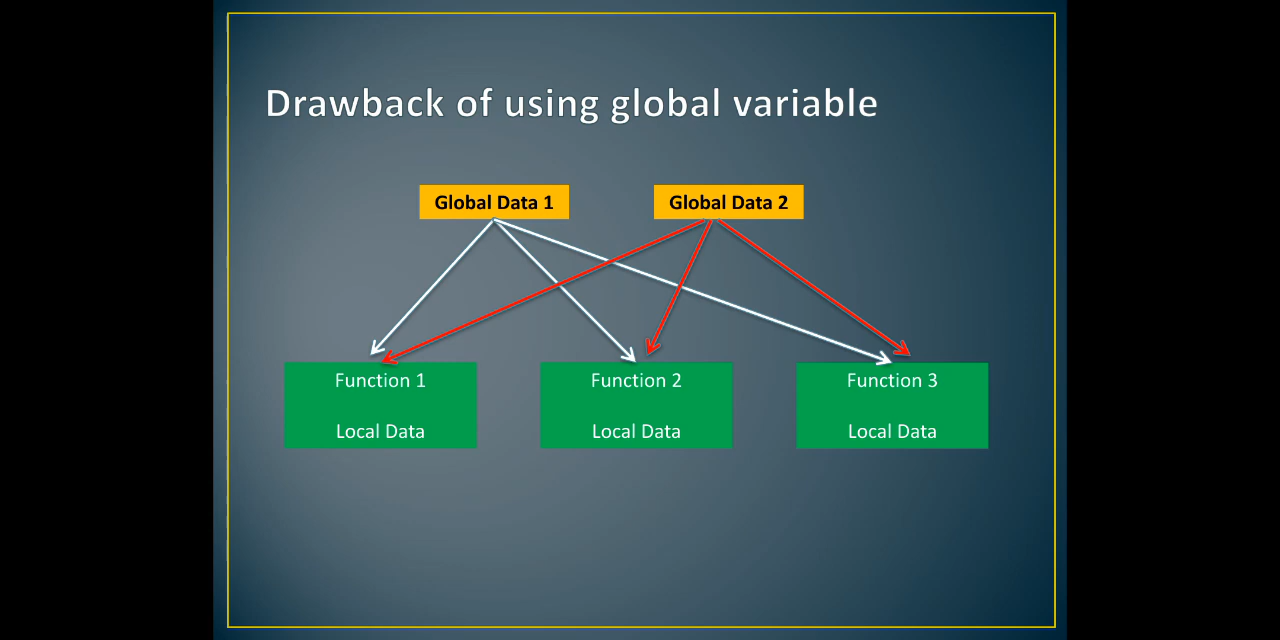 Drawback of using global variable
Global Data 1
Global Data 2
Function 1
Local Data
Function 2
Local Data
Function 3
Local Data